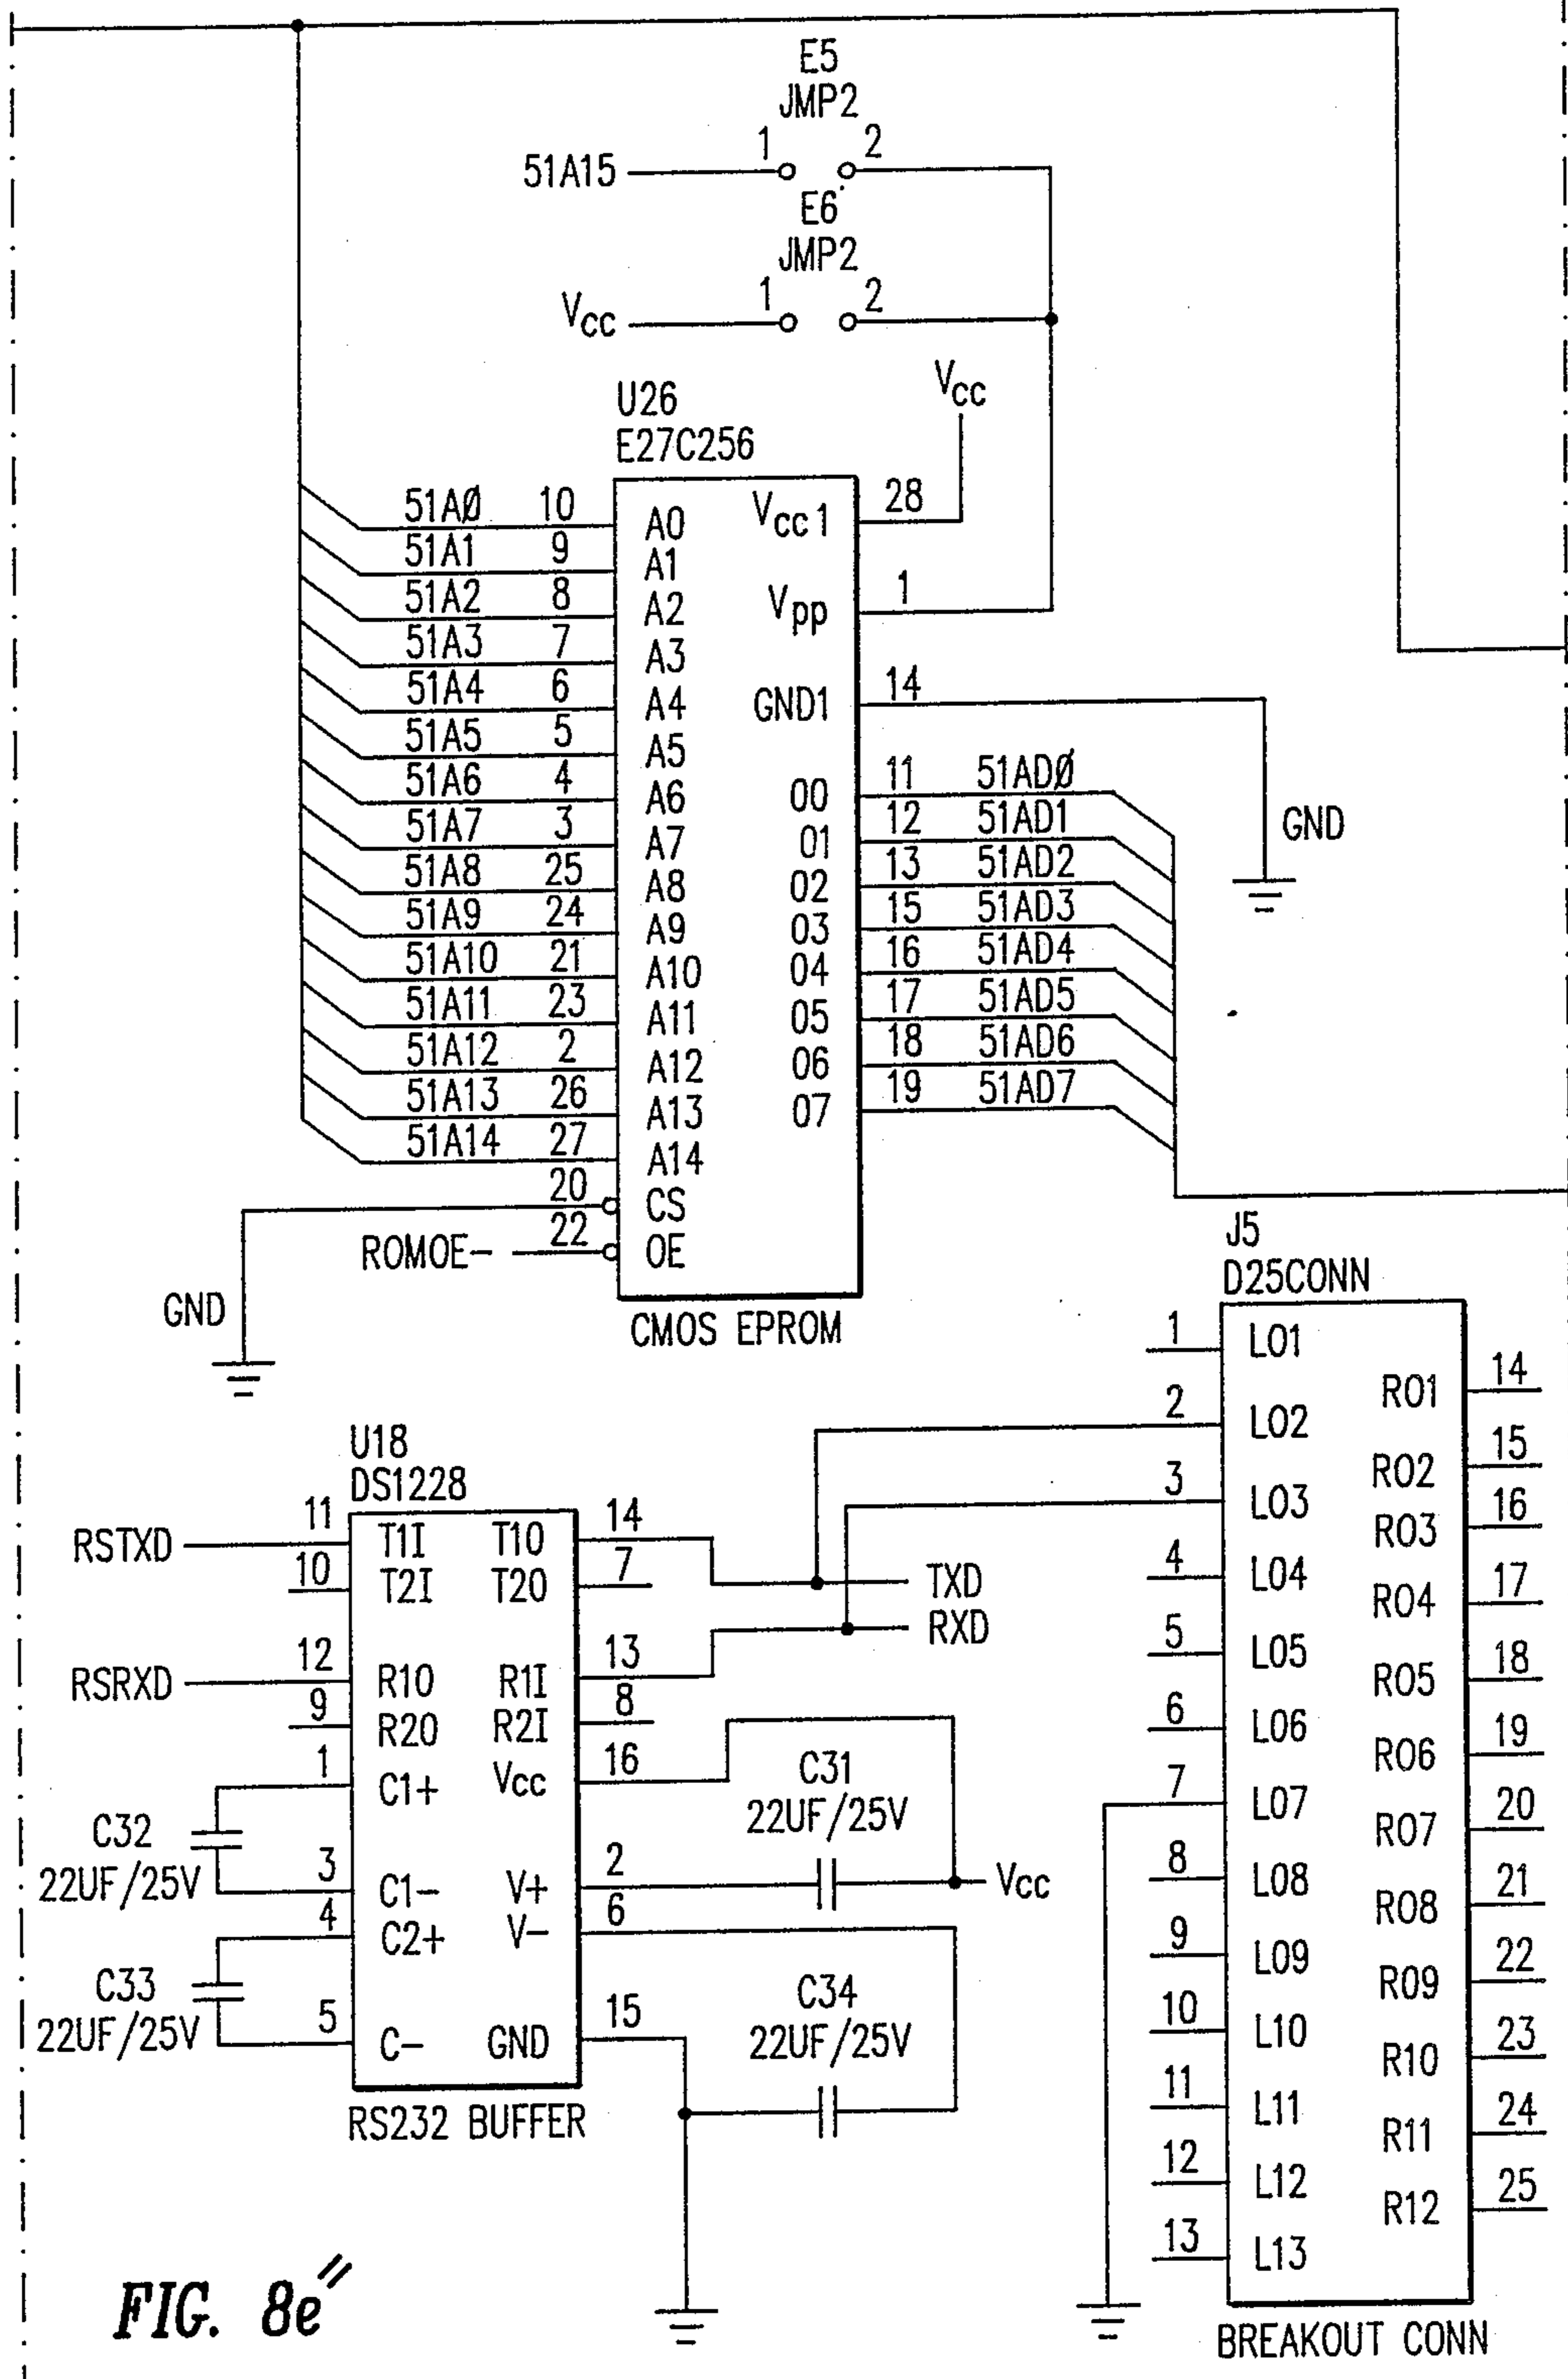 E5
JMP2
51A15 1 2
E6
JMP2
Vcc 1 2
Vcc
U26
E27C256
51AØ 10 A0 Vcc1 28
51A1 9 A1
51A2 8 A2 Vpp 1
51A3 7 A3
51A4 6 A4 GND1 14
51A5 5 A5
51A6 4 A6 00 11 51ADØ
51A7 3 A7 01 12 51AD1 GND
51A8 25 A8 02 13 51AD2
51A9 24 A9 03 15 51AD3
51A10 21 A10 04 16 51AD4
51A11 23 A11 05 17 51AD5
51A12 2 A12 06 18 51AD6
51A13 26 A13 07 19 51AD7
51A14 27 A14
20 CS
ROMOE- 22 OE
GND
CMOS EPROM
J5
D25CONN
1 L01
R01 14
2 L02
R02 15
3 L03
R03 16
4 L04
R04 17
5 L05
R05 18
6 L06
R06 19
7 L07
R07 20
8 L08
R08 21
9 L09
R09 22
10 L10
R10 23
11 L11
R11 24
12 L12
R12 25
13 L13
BREAKOUT CONN
U18
DS1228
RSTXD 11 T1I T10 14
10 T2I T20 7 TXD
RXD
RSRXD 12 R10 R1I 13
9 R20 R2I 8
1 C1+ Vcc 16
C31
22UF/25V
C32
22UF/25V
3 C1- V+ 2 Vcc
4 C2+ V- 6
C33
22UF/25V
5 C- GND 15
C34
22UF/25V
RS232 BUFFER
FIG. 8e″